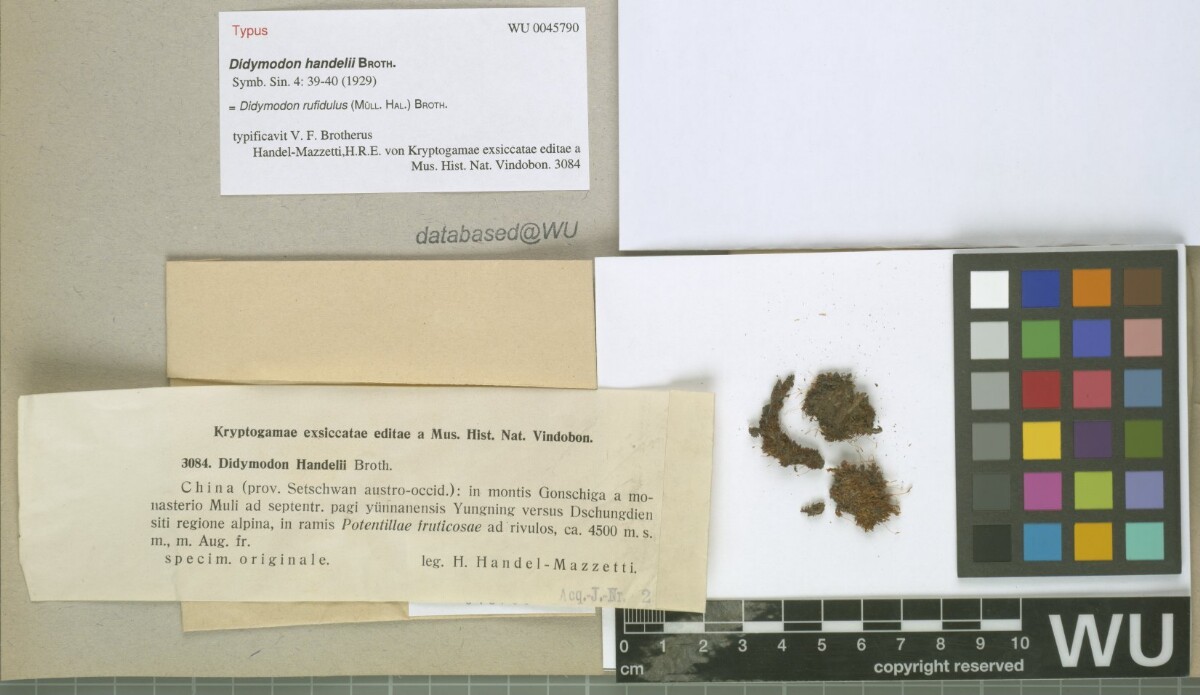 Typus WU 0045790
Didymodon handelii BROTH.
Symb. Sin. 4: 39-40 (1929)
= Didymodon rufidulus (MÜLL. HAL.) BROTH.
typificavit V. F. Brotherus
Handel-Mazzetti,H.R.E. von Kryptogamae exsiccatae editae a
Mus. Hist. Nat. Vindobon. 3084
databased@WU
Kryptogamae exsiccatae editae a Mus. Hist. Nat. Vindobon.
3084. Didymodon Handelii Broth.
China (prov. Setschwan austro-occid.): in montis Gonschiga a mo-
nasterio Muli ad septentr. pagi yünnanensis Yungning versus Dschungdien
siti regione alpina, in ramis Potentillae fruticosae ad rivulos, ca. 4500 m. s.
m., m. Aug. fr.
specim. originale. leg. H. Handel-Mazzetti.
Acq.-J.-Nr. 2
0 1 2 3 4 5 6 7 8 9 10
cm copyright reserved
WU